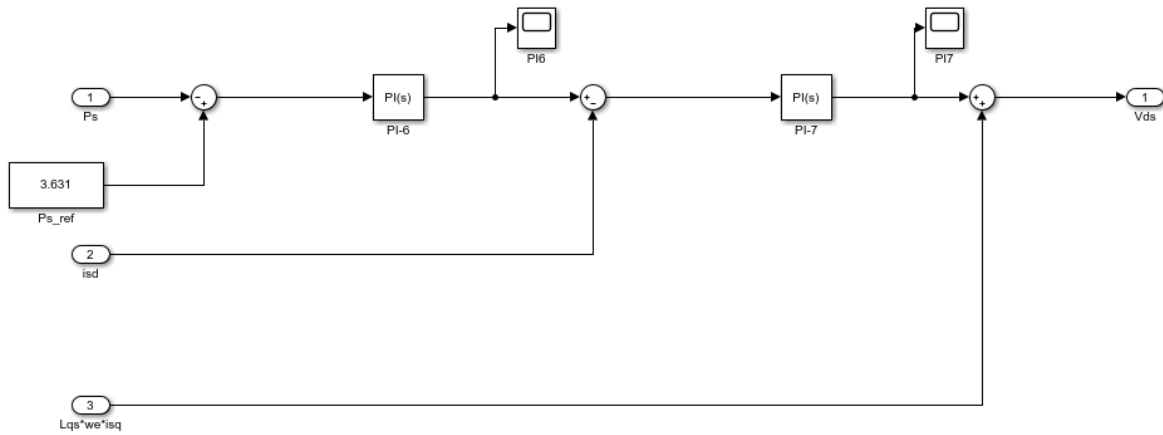 PI6
PI7
1
Ps
-
+
PI(s)
PI-6
+
-
PI(s)
PI-7
+
+
1
Vds
3.631
Ps_ref
2
isd
3
Lqs*we*isq